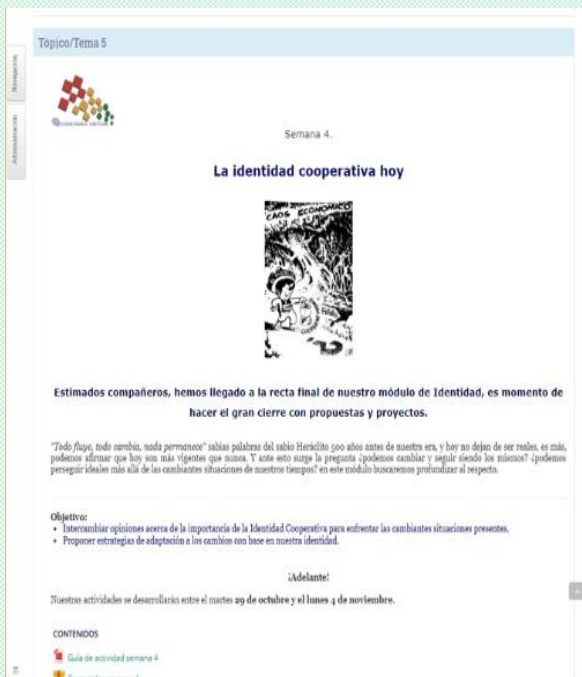 Tópico/Tema 5
Navegación
Administración
Semana 4.
La identidad cooperativa hoy
CAOS ECONOMICO
Estimados compañeros, hemos llegado a la recta final de nuestro módulo de Identidad, es momento de
hacer el gran cierre con propuestas y proyectos.
"Todo fluye, todo cambia, nada permanece" sabias palabras del sabio Heráclito 500 años antes de nuestra era, y hoy no dejan de ser reales, es más,
podemos afirmar que hoy son más vigentes que nunca. Y ante esto surge la pregunta ¿podemos cambiar y seguir siendo los mismos? ¿podemos
perseguir ideales más allá de las cambiantes situaciones de nuestros tiempos? en este módulo buscaremos profundizar al respecto.
Objetivo:
• Intercambiar opiniones acerca de la importancia de la Identidad Cooperativa para enfrentar las cambiantes situaciones presentes.
• Proponer estrategias de adaptación a los cambios con base en nuestra identidad.
¡Adelante!
Nuestras actividades se desarrollarán entre el martes 29 de octubre y el lunes 4 de noviembre.
CONTENIDOS
Guía de actividad semana 4